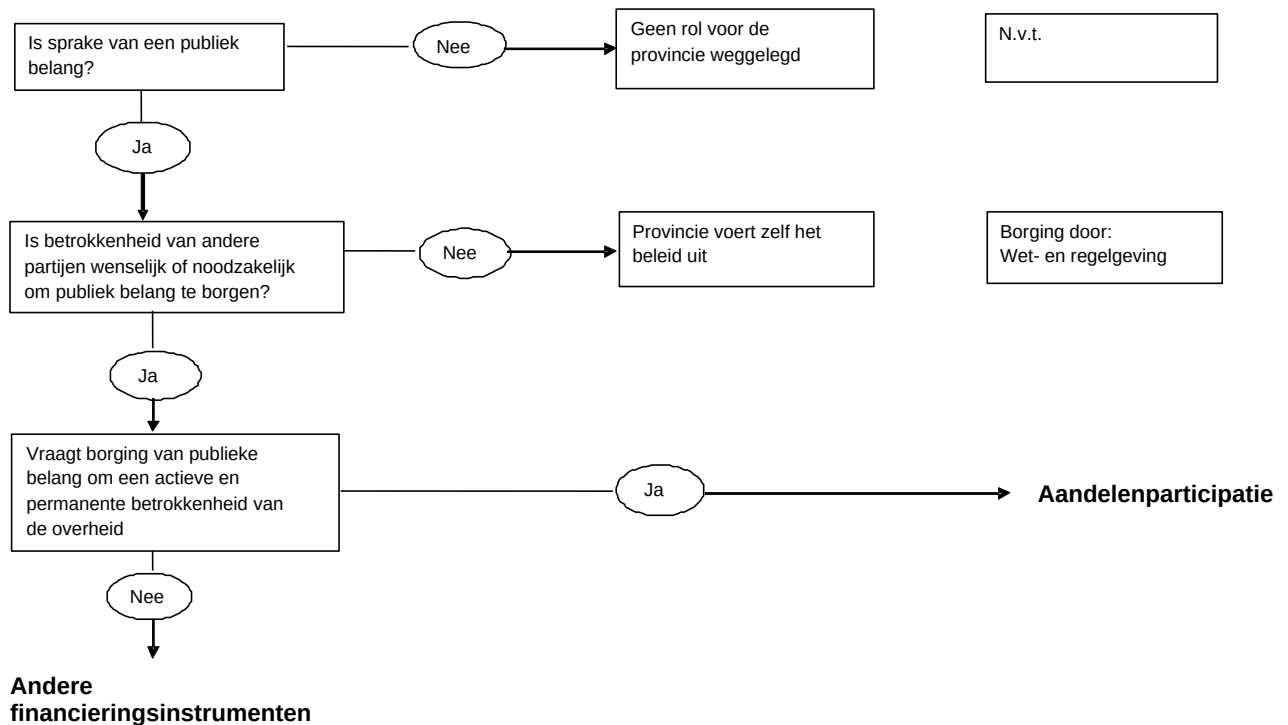 Is sprake van een publiek
belang?
Nee
Geen rol voor de
provincie weggelegd
N.v.t.
Ja
Is betrokkenheid van andere
partijen wenselijk of noodzakelijk
om publiek belang te borgen?
Nee
Provincie voert zelf het
beleid uit
Borging door:
Wet- en regelgeving
Ja
Vraagt borging van publieke
belang om een actieve en
permanente betrokkenheid van
de overheid
Ja
Aandelenparticipatie
Nee
Andere
financieringsinstrumenten